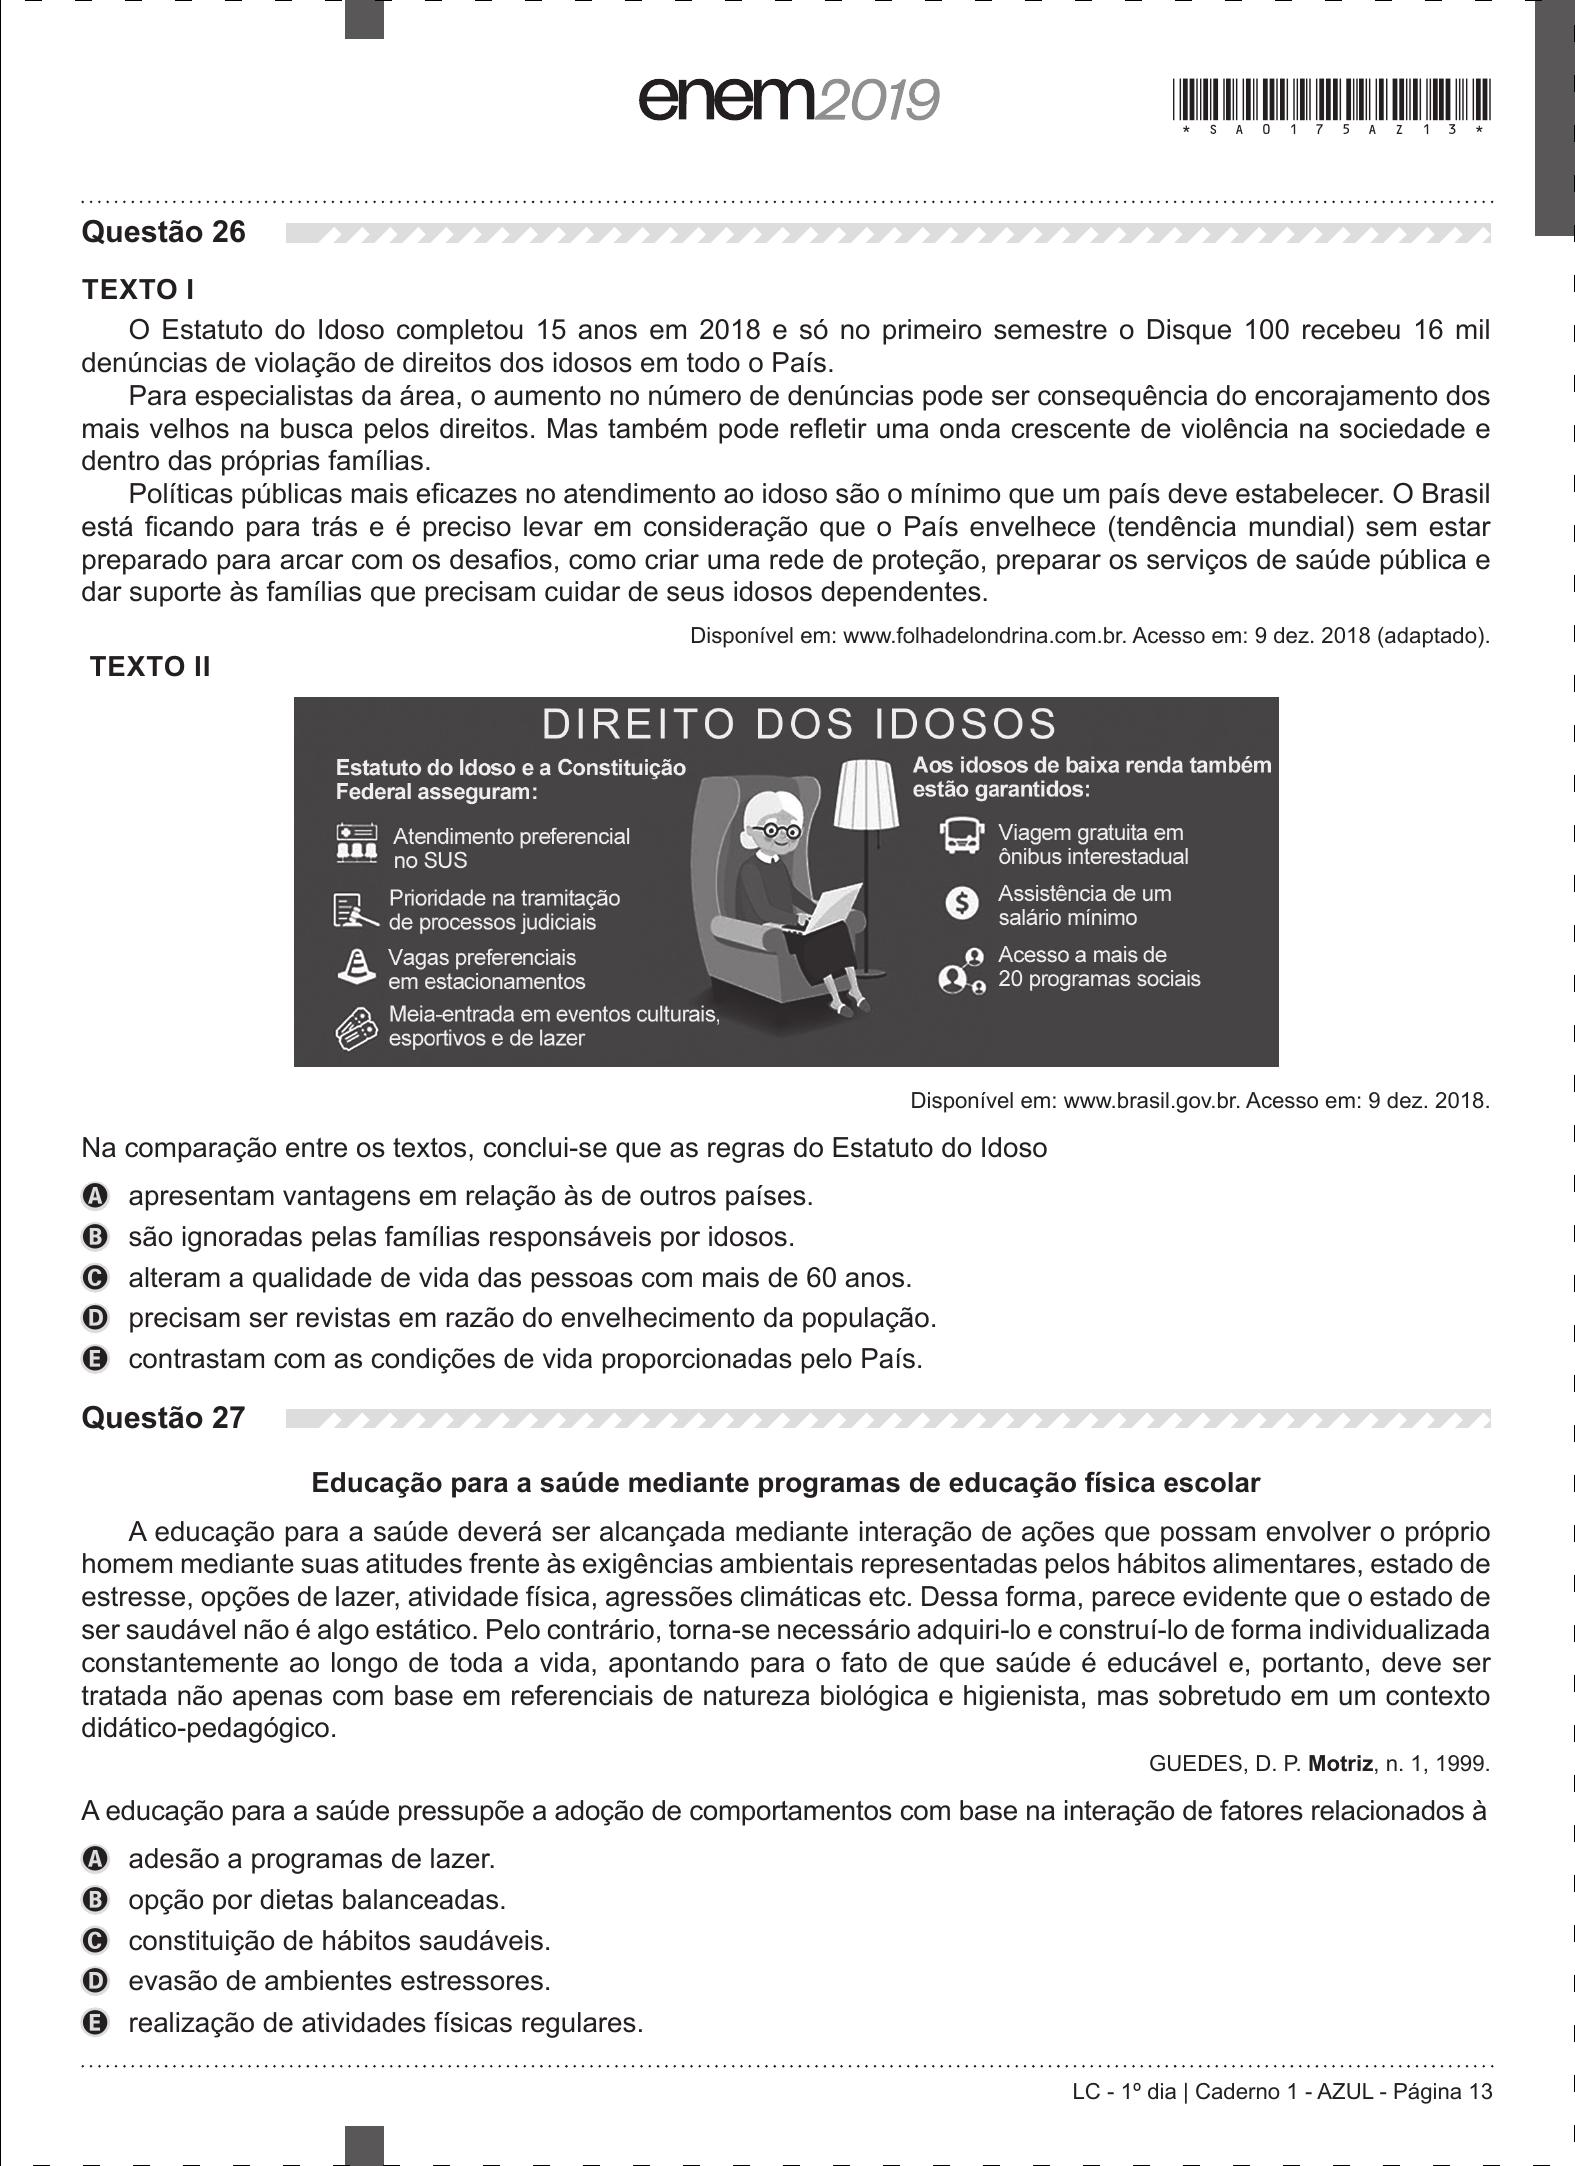 enem2019
*SA0175AZ13*
Questão 26
TEXTO I
O Estatuto do Idoso completou 15 anos em 2018 e só no primeiro semestre o Disque 100 recebeu 16 mil
denúncias de violação de direitos dos idosos em todo o País.
Para especialistas da área, o aumento no número de denúncias pode ser consequência do encorajamento dos
mais velhos na busca pelos direitos. Mas também pode refletir uma onda crescente de violência na sociedade e
dentro das próprias famílias.
Políticas públicas mais eficazes no atendimento ao idoso são o mínimo que um país deve estabelecer. O Brasil
está ficando para trás e é preciso levar em consideração que o País envelhece (tendência mundial) sem estar
preparado para arcar com os desafios, como criar uma rede de proteção, preparar os serviços de saúde pública e
dar suporte às famílias que precisam cuidar de seus idosos dependentes.
Disponível em: www.folhadelondrina.com.br. Acesso em: 9 dez. 2018 (adaptado).
TEXTO II
DIREITO DOS IDOSOS
Estatuto do Idoso e a Constituição
Federal asseguram:
Atendimento preferencial
no SUS
Prioridade na tramitação
de processos judiciais
Vagas preferenciais
em estacionamentos
Meia-entrada em eventos culturais,
esportivos e de lazer
Aos idosos de baixa renda também
estão garantidos:
Viagem gratuita em
ônibus interestadual
Assistência de um
salário mínimo
Acesso a mais de
20 programas sociais
Disponível em: www.brasil.gov.br. Acesso em: 9 dez. 2018.
Na comparação entre os textos, conclui-se que as regras do Estatuto do Idoso
A apresentam vantagens em relação às de outros países.
B são ignoradas pelas famílias responsáveis por idosos.
C alteram a qualidade de vida das pessoas com mais de 60 anos.
D precisam ser revistas em razão do envelhecimento da população.
E contrastam com as condições de vida proporcionadas pelo País.
Questão 27
Educação para a saúde mediante programas de educação física escolar
A educação para a saúde deverá ser alcançada mediante interação de ações que possam envolver o próprio
homem mediante suas atitudes frente às exigências ambientais representadas pelos hábitos alimentares, estado de
estresse, opções de lazer, atividade física, agressões climáticas etc. Dessa forma, parece evidente que o estado de
ser saudável não é algo estático. Pelo contrário, torna-se necessário adquiri-lo e construí-lo de forma individualizada
constantemente ao longo de toda a vida, apontando para o fato de que saúde é educável e, portanto, deve ser
tratada não apenas com base em referenciais de natureza biológica e higienista, mas sobretudo em um contexto
didático-pedagógico.
GUEDES, D. P. Motriz, n. 1, 1999.
A educação para a saúde pressupõe a adoção de comportamentos com base na interação de fatores relacionados à
A adesão a programas de lazer.
B opção por dietas balanceadas.
C constituição de hábitos saudáveis.
D evasão de ambientes estressores.
E realização de atividades físicas regulares.
LC - 1º dia | Caderno 1 - AZUL - Página 13